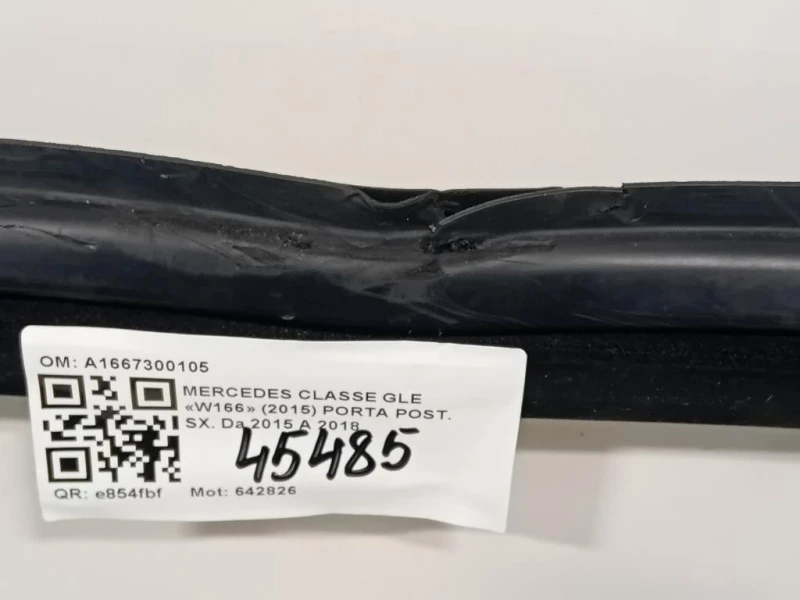 OM: A1667300105
MERCEDES CLASSE GLE
«W166» (2015) PORTA POST.
SX. Da 2015 A 2018
45485
QR: e854fbf Mot: 642826